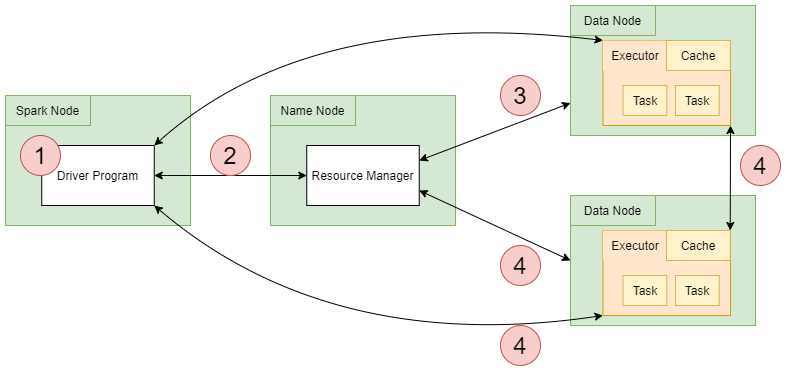 Spark Node
1
Driver Program
2
Name Node
Resource Manager
3
4
4
Data Node
Executor
Cache
Task
Task
4
Data Node
Executor
Cache
Task
Task